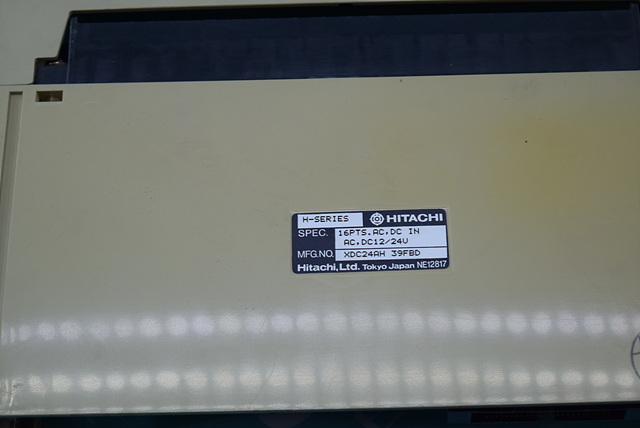 H-SERIES HITACHI
SPEC. 16PTS.AC,DC IN
AC,DC12/24V
MFG.NO. XDC24AH 39FBD
Hitachi,Ltd. Tokyo Japan NE12817